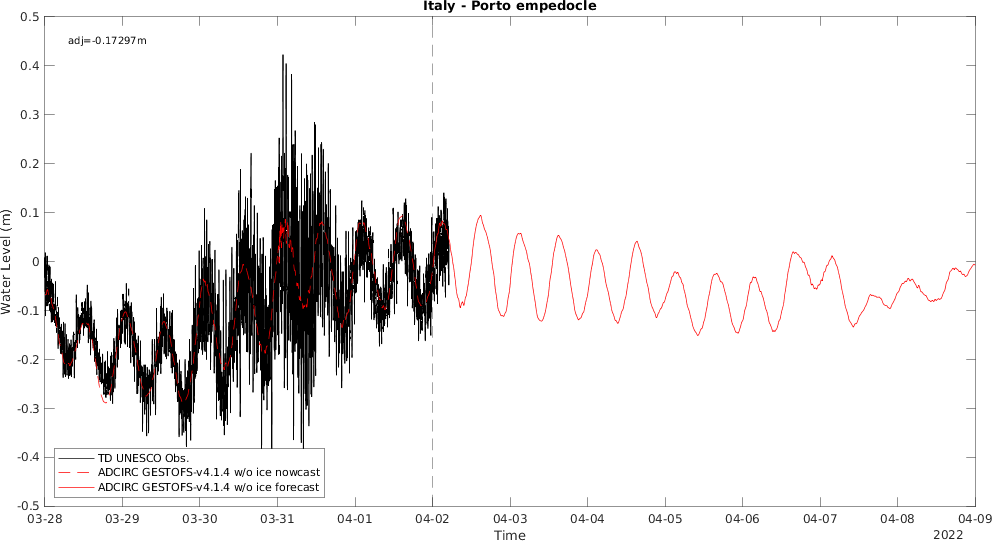 Italy - Porto empedocle
adj=-0.17297m
0.5
0.4
0.3
0.2
0.1
0
-0.1
-0.2
-0.3
-0.4
-0.5
Water Level (m)
TD UNESCO Obs.
ADCIRC GESTOFS-v4.1.4 w/o ice nowcast
ADCIRC GESTOFS-v4.1.4 w/o ice forecast
03-28 03-29 03-30 03-31 04-01 04-02 04-03 04-04 04-05 04-06 04-07 04-08 04-09
Time
2022